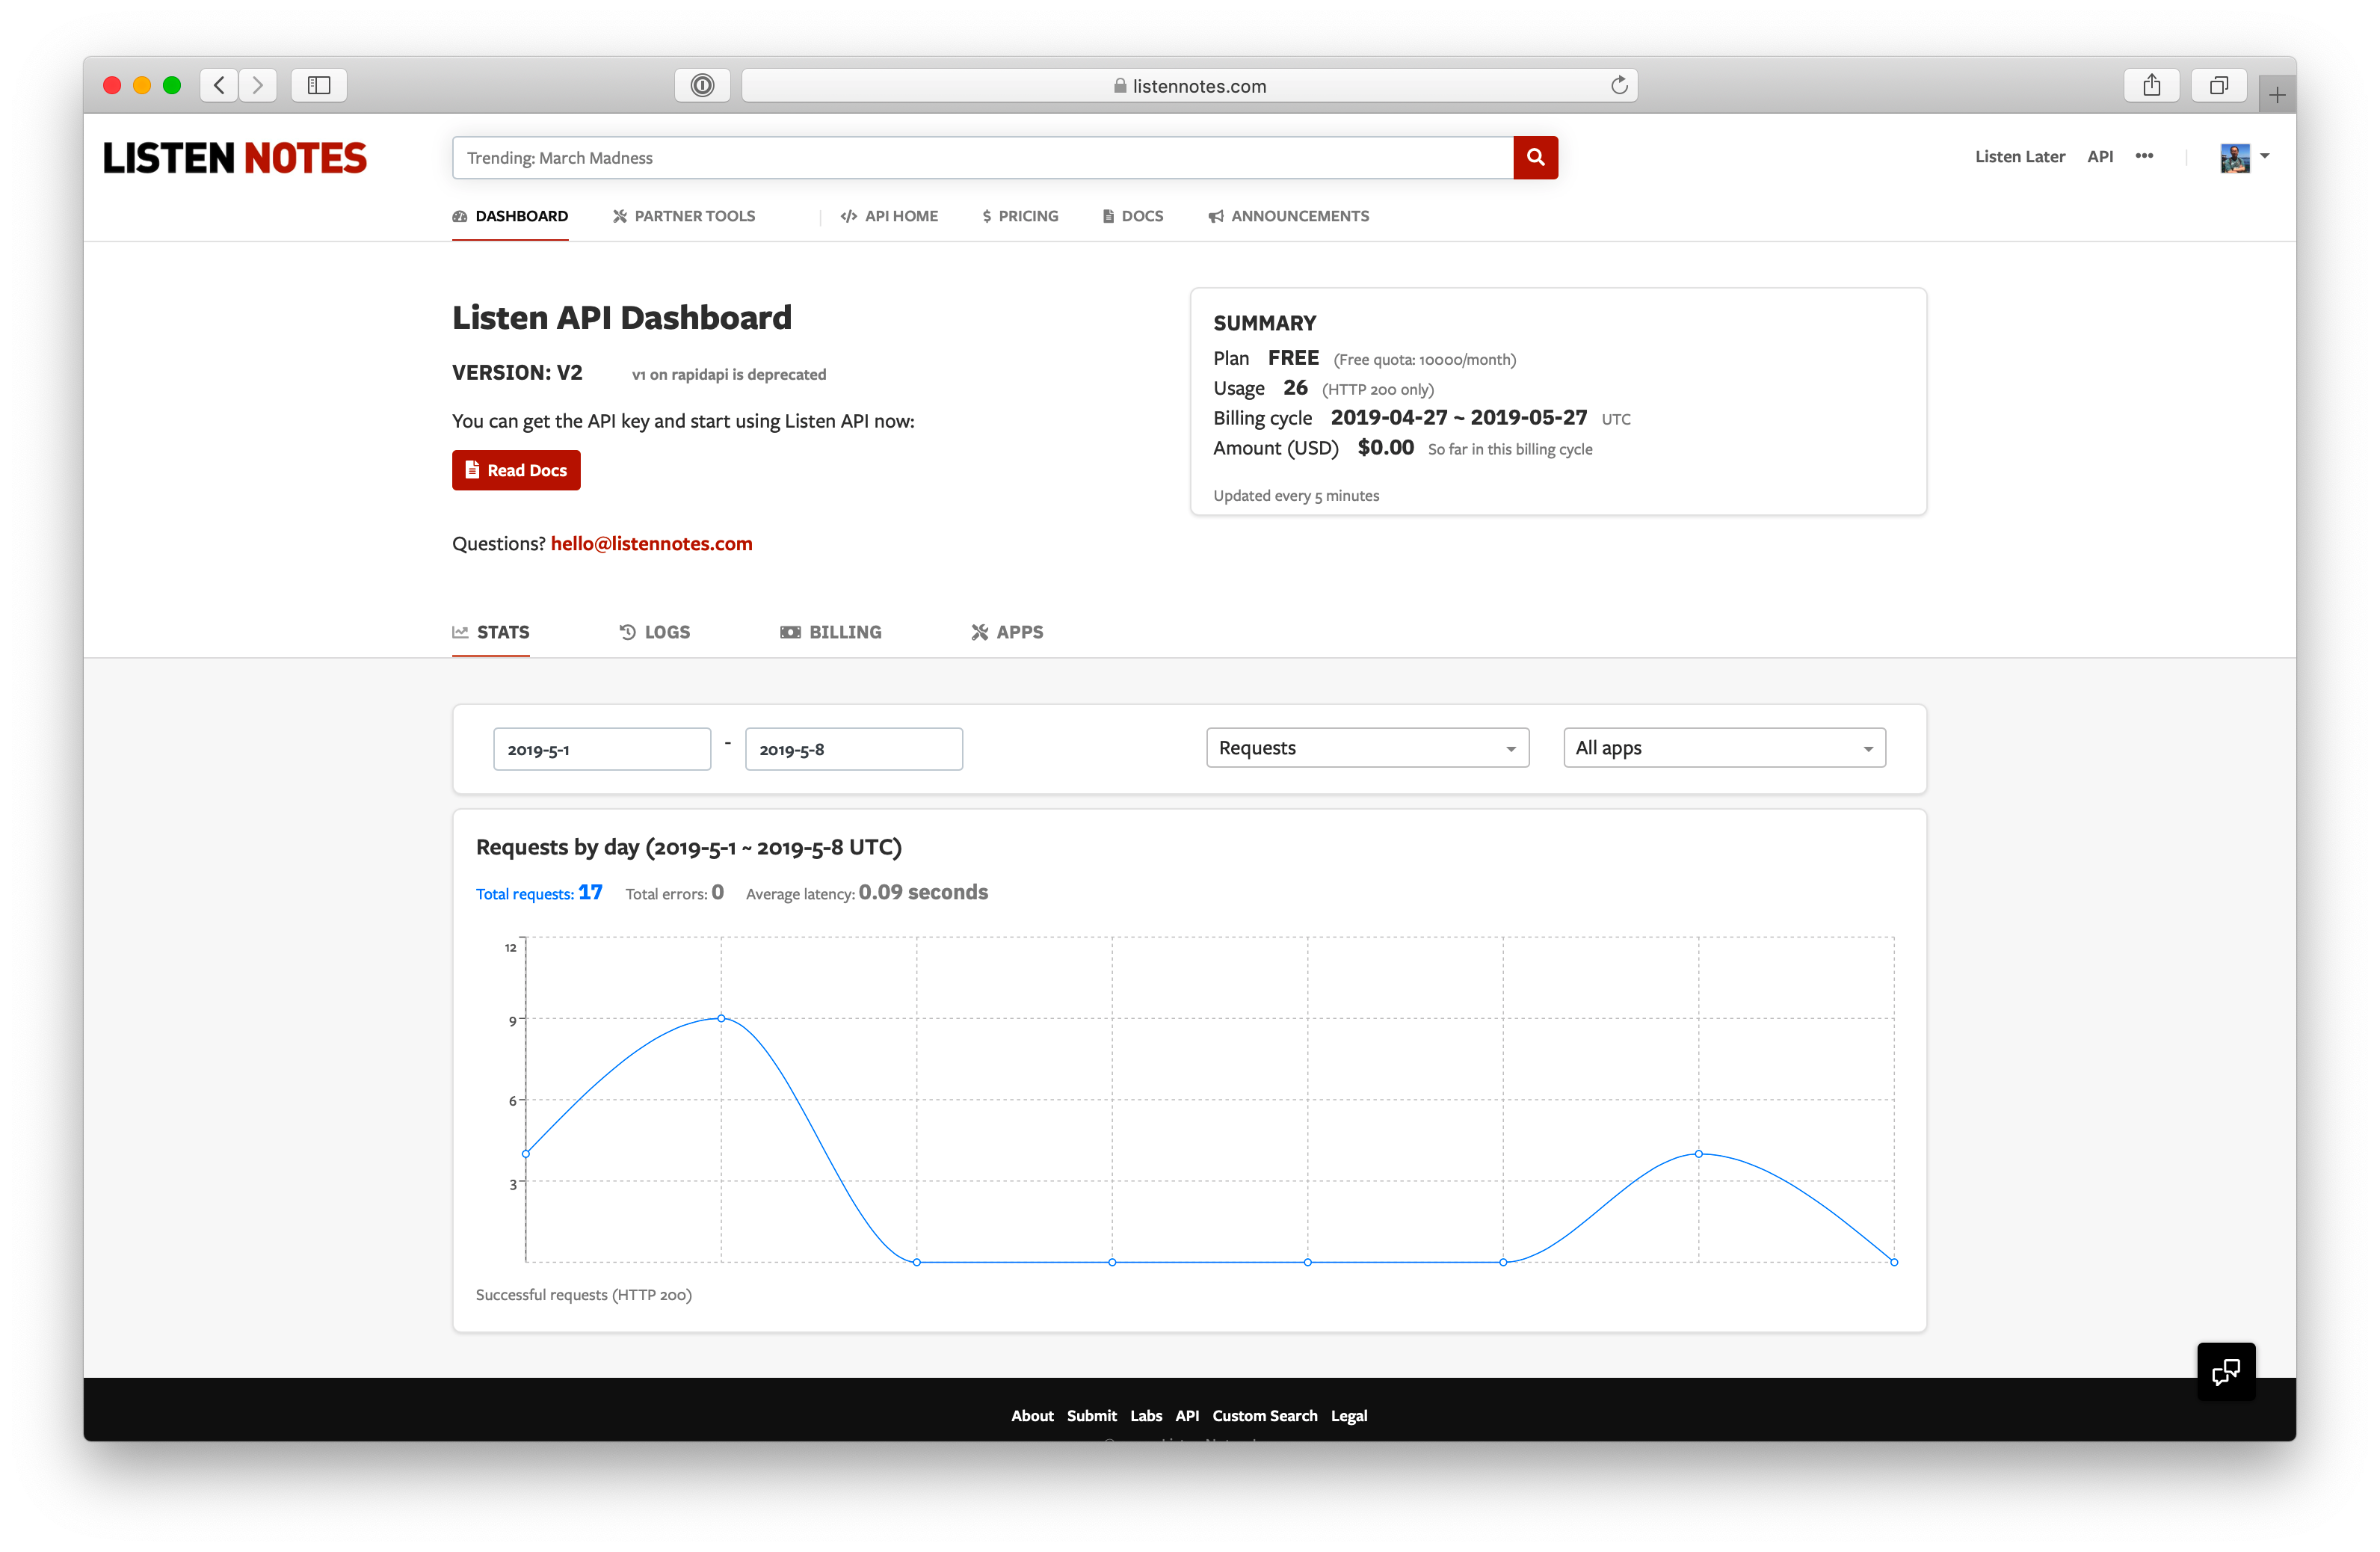 listennotes.com
LISTEN NOTES
Trending: March Madness
Listen Later API •••
DASHBOARD PARTNER TOOLS API HOME PRICING DOCS ANNOUNCEMENTS
Listen API Dashboard
VERSION: V2 v1 on rapidapi is deprecated
You can get the API key and start using Listen API now:
Read Docs
Questions? hello@listennotes.com
SUMMARY
Plan FREE (Free quota: 10000/month)
Usage 26 (HTTP 200 only)
Billing cycle 2019-04-27 ~ 2019-05-27 UTC
Amount (USD) $0.00 So far in this billing cycle
Updated every 5 minutes
STATS LOGS BILLING APPS
2019-5-1 - 2019-5-8 Requests All apps
Requests by day (2019-5-1 ~ 2019-5-8 UTC)
Total requests: 17 Total errors: 0 Average latency: 0.09 seconds
12
9
6
3
Successful requests (HTTP 200)
About Submit Labs API Custom Search Legal